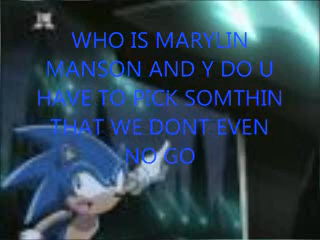 WHO IS MARYLIN
MANSON AND Y DO U
HAVE TO PICK SOMTHIN
THAT WE DONT EVEN
NO GO